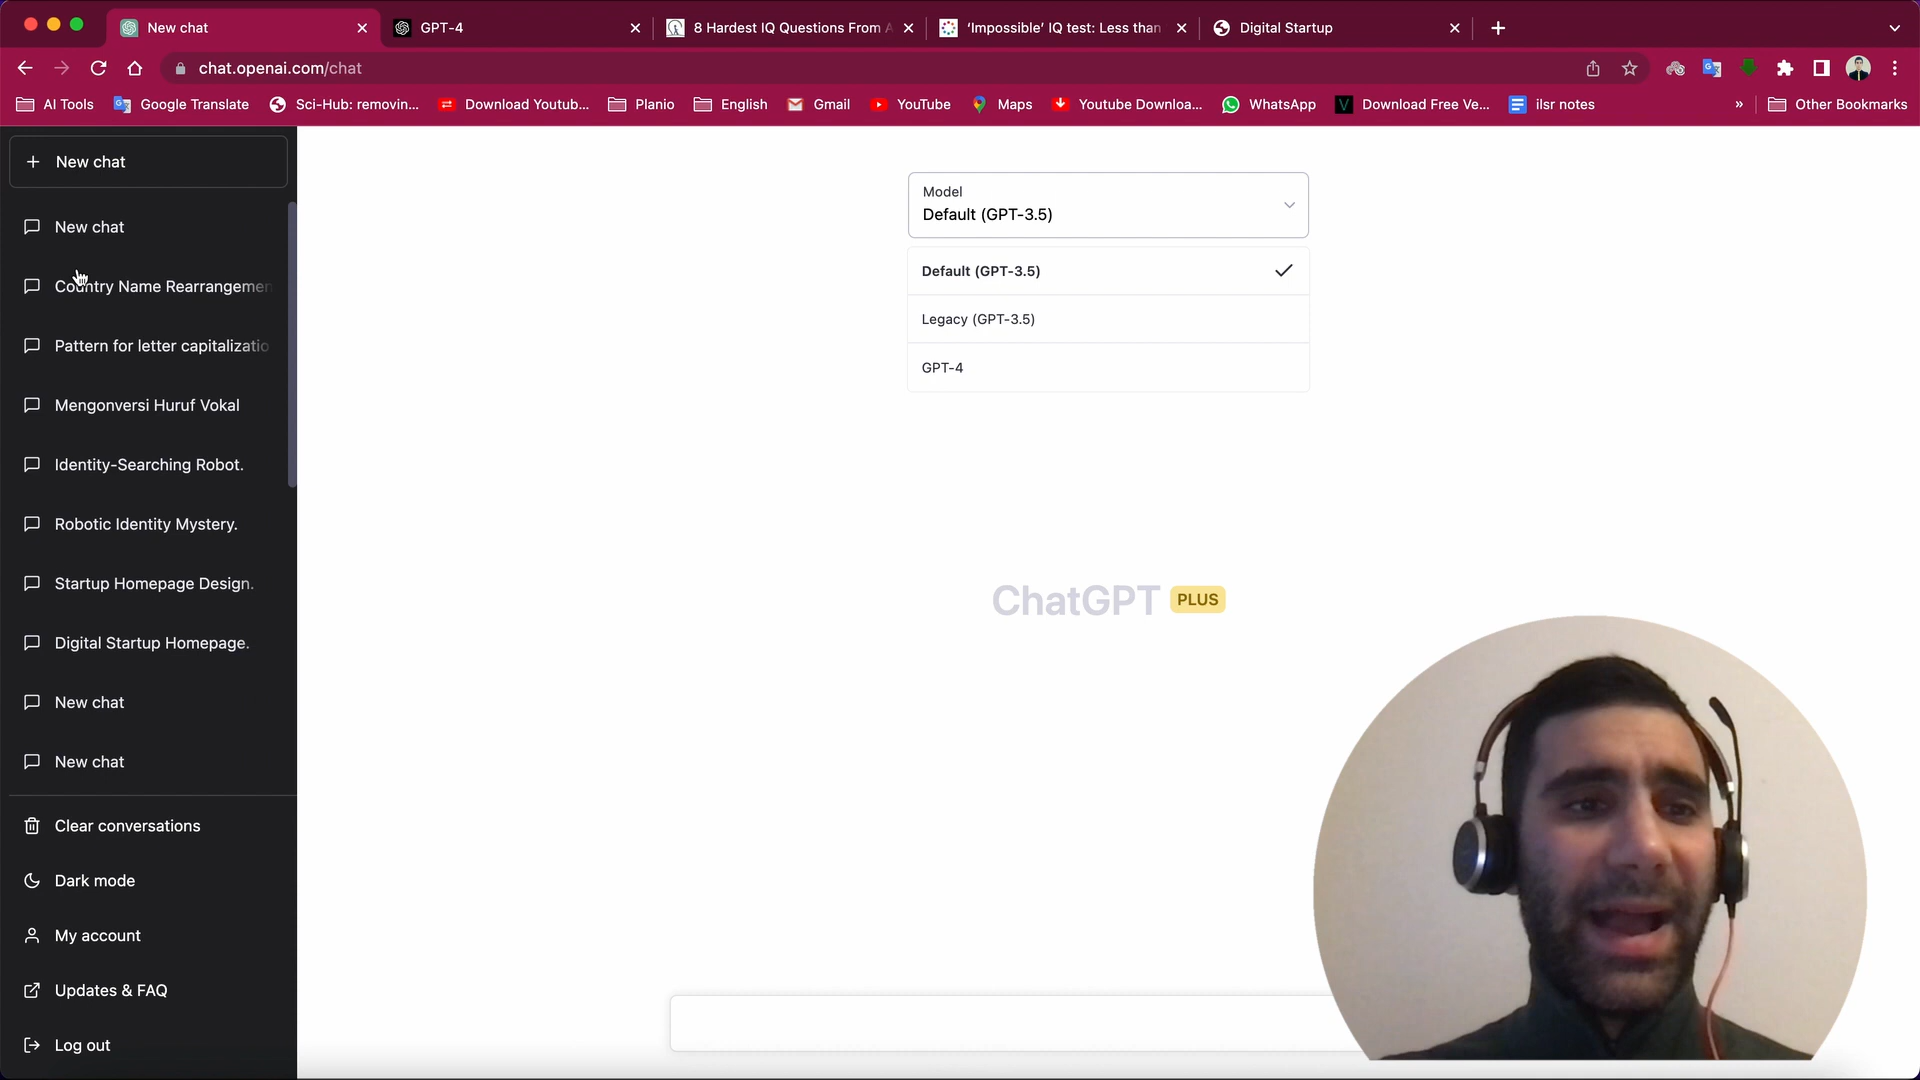 New chat
GPT-4
8 Hardest IQ Questions From A
'Impossible' IQ test: Less than
Digital Startup
chat.openai.com/chat
AI Tools
Google Translate
Sci-Hub: removin...
Download Youtub...
Planio
English
Gmail
YouTube
Maps
Youtube Downloa...
WhatsApp
Download Free Ve...
ilsr notes
»
Other Bookmarks
+ New chat
New chat
Country Name Rearrangemen
Pattern for letter capitalizatio
Mengonversi Huruf Vokal
Identity-Searching Robot.
Robotic Identity Mystery.
Startup Homepage Design.
Digital Startup Homepage.
New chat
New chat
Clear conversations
Dark mode
My account
Updates & FAQ
Log out
Model
Default (GPT-3.5)
Default (GPT-3.5)
Legacy (GPT-3.5)
GPT-4
ChatGPT PLUS